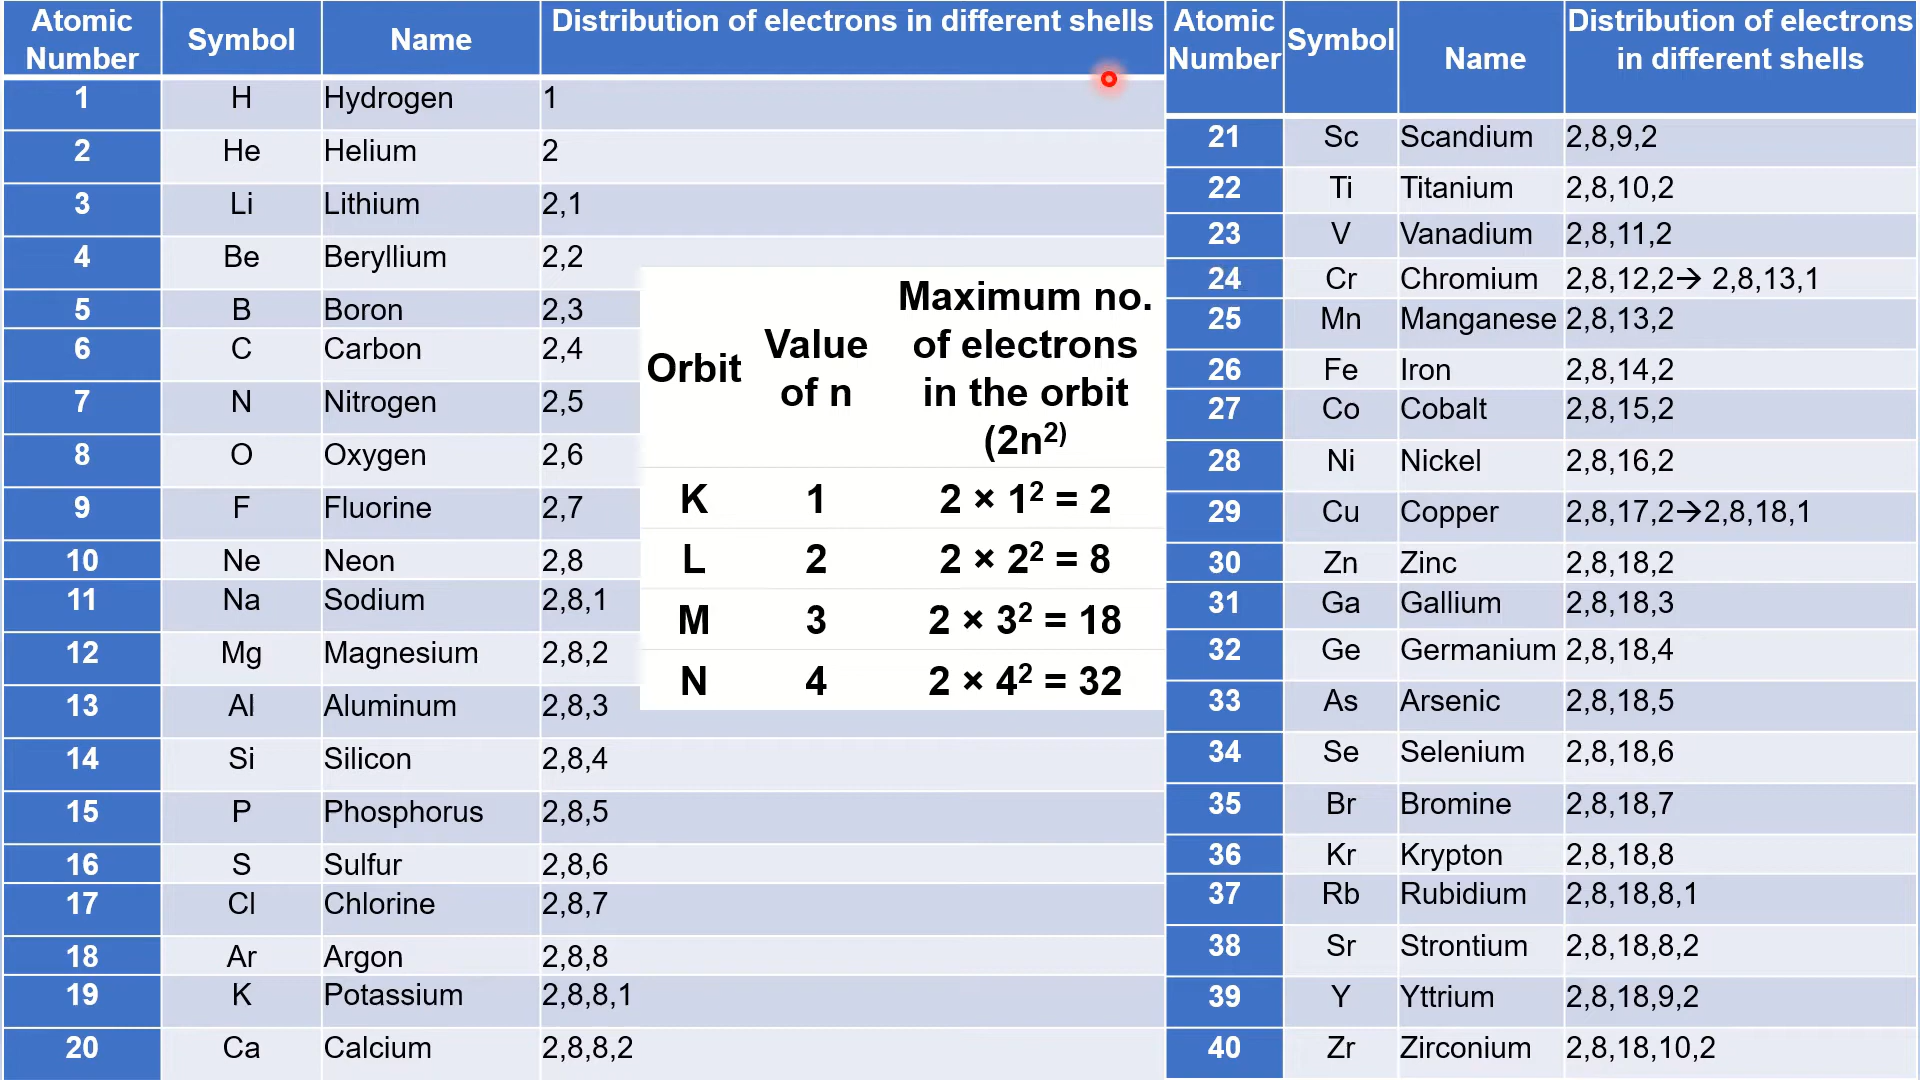 Atomic Number Symbol Name Distribution of electrons in different shells
1 H Hydrogen 1
2 He Helium 2
3 Li Lithium 2,1
4 Be Beryllium 2,2
5 B Boron 2,3
6 C Carbon 2,4
7 N Nitrogen 2,5
8 O Oxygen 2,6
9 F Fluorine 2,7
10 Ne Neon 2,8
11 Na Sodium 2,8,1
12 Mg Magnesium 2,8,2
13 Al Aluminum 2,8,3
14 Si Silicon 2,8,4
15 P Phosphorus 2,8,5
16 S Sulfur 2,8,6
17 Cl Chlorine 2,8,7
18 Ar Argon 2,8,8
19 K Potassium 2,8,8,1
20 Ca Calcium 2,8,8,2
Orbit Value of n Maximum no. of electrons in the orbit (2n²⁾
K 1 2 × 1² = 2
L 2 2 × 2² = 8
M 3 2 × 3² = 18
N 4 2 × 4² = 32
Atomic Number Symbol Name Distribution of electrons in different shells
21 Sc Scandium 2,8,9,2
22 Ti Titanium 2,8,10,2
23 V Vanadium 2,8,11,2
24 Cr Chromium 2,8,12,2→ 2,8,13,1
25 Mn Manganese 2,8,13,2
26 Fe Iron 2,8,14,2
27 Co Cobalt 2,8,15,2
28 Ni Nickel 2,8,16,2
29 Cu Copper 2,8,17,2→2,8,18,1
30 Zn Zinc 2,8,18,2
31 Ga Gallium 2,8,18,3
32 Ge Germanium 2,8,18,4
33 As Arsenic 2,8,18,5
34 Se Selenium 2,8,18,6
35 Br Bromine 2,8,18,7
36 Kr Krypton 2,8,18,8
37 Rb Rubidium 2,8,18,8,1
38 Sr Strontium 2,8,18,8,2
39 Y Yttrium 2,8,18,9,2
40 Zr Zirconium 2,8,18,10,2